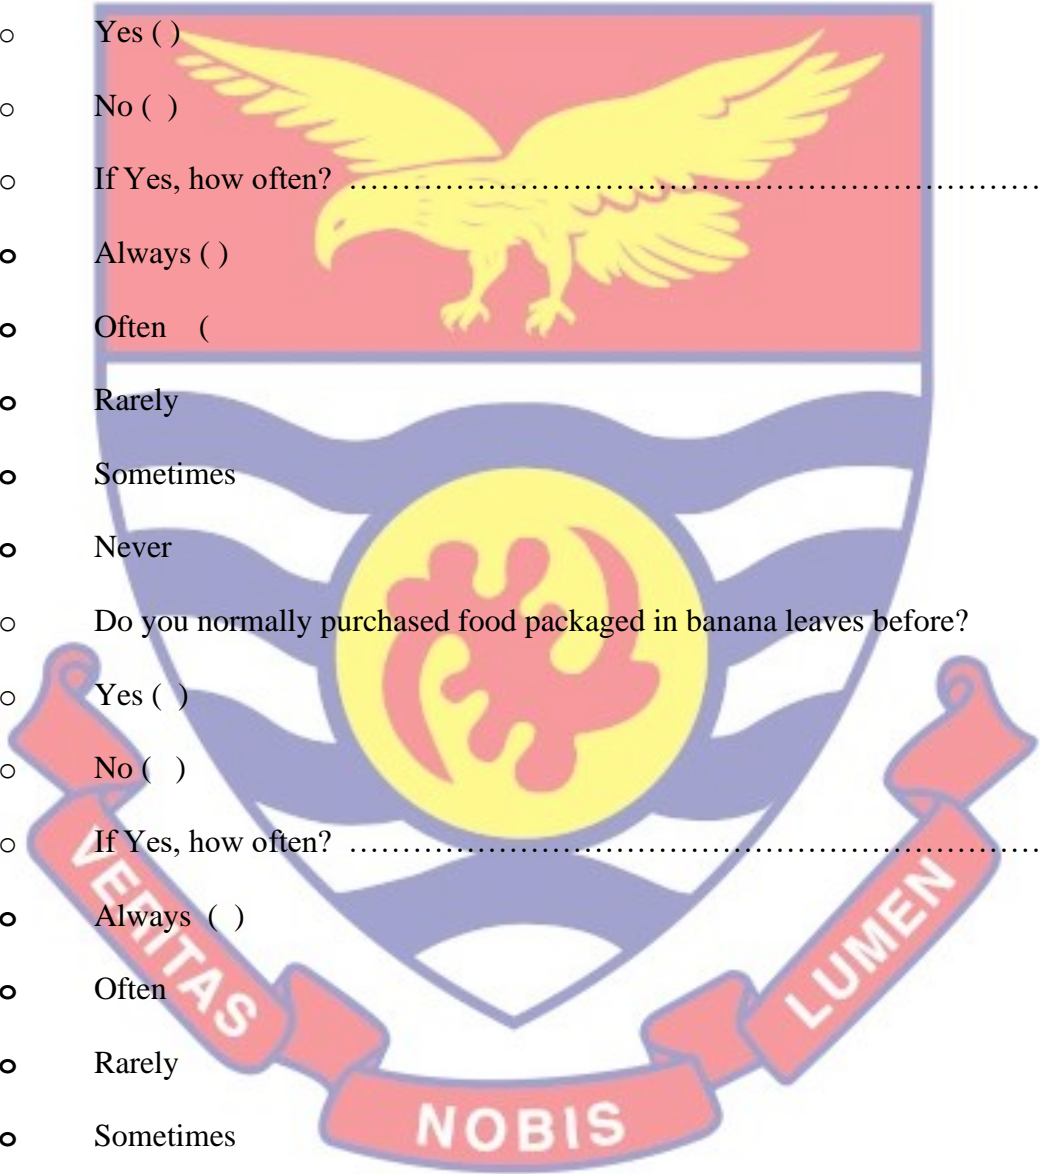 o Yes ( )
o No ( )
o If Yes, how often? ……………………………………………………………
o Always ( )
o Often (
o Rarely
o Sometimes
o Never
o Do you normally purchased food packaged in banana leaves before?
o Yes ( )
o No ( )
o If Yes, how often? ……………………………………………………………
o Always ( )
o Often
o Rarely
o Sometimes
VERITAS
NOBIS
LUMEN